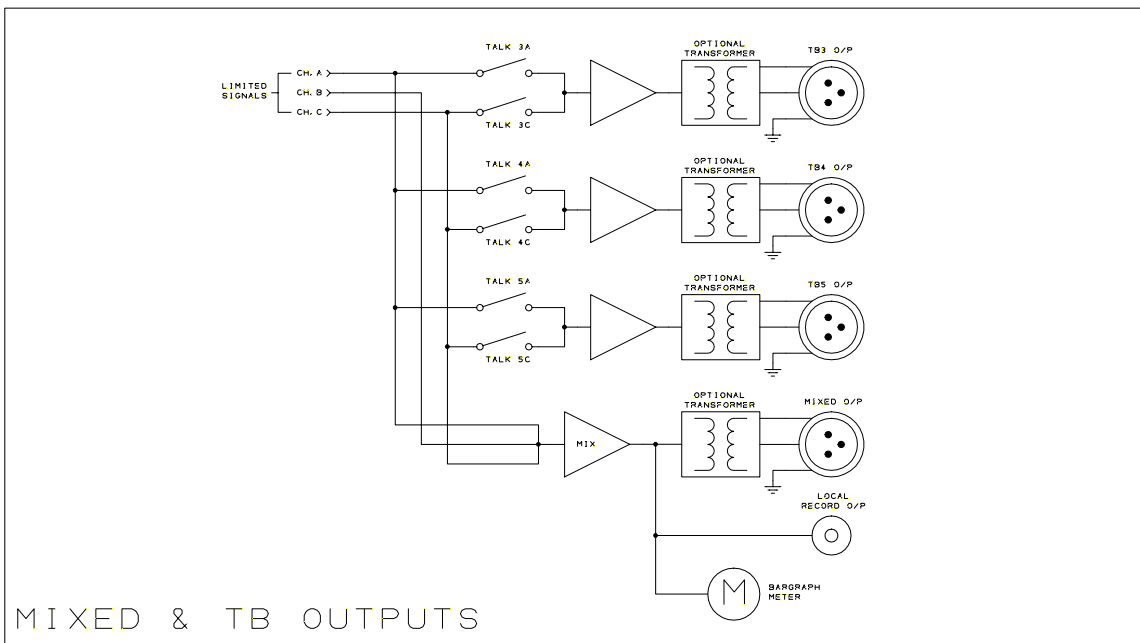 TALK 3A
OPTIONAL
TRANSFORMER
TB3 O/P
LIMITED
SIGNALS
CH. A
CH. B
CH. C
TALK 3C
TALK 4A
OPTIONAL
TRANSFORMER
TB4 O/P
TALK 4C
TALK 5A
OPTIONAL
TRANSFORMER
TB5 O/P
TALK 5C
OPTIONAL
TRANSFORMER
MIXED O/P
MIX
LOCAL
RECORD O/P
M
BARGRAPH
METER
MIXED & TB OUTPUTS